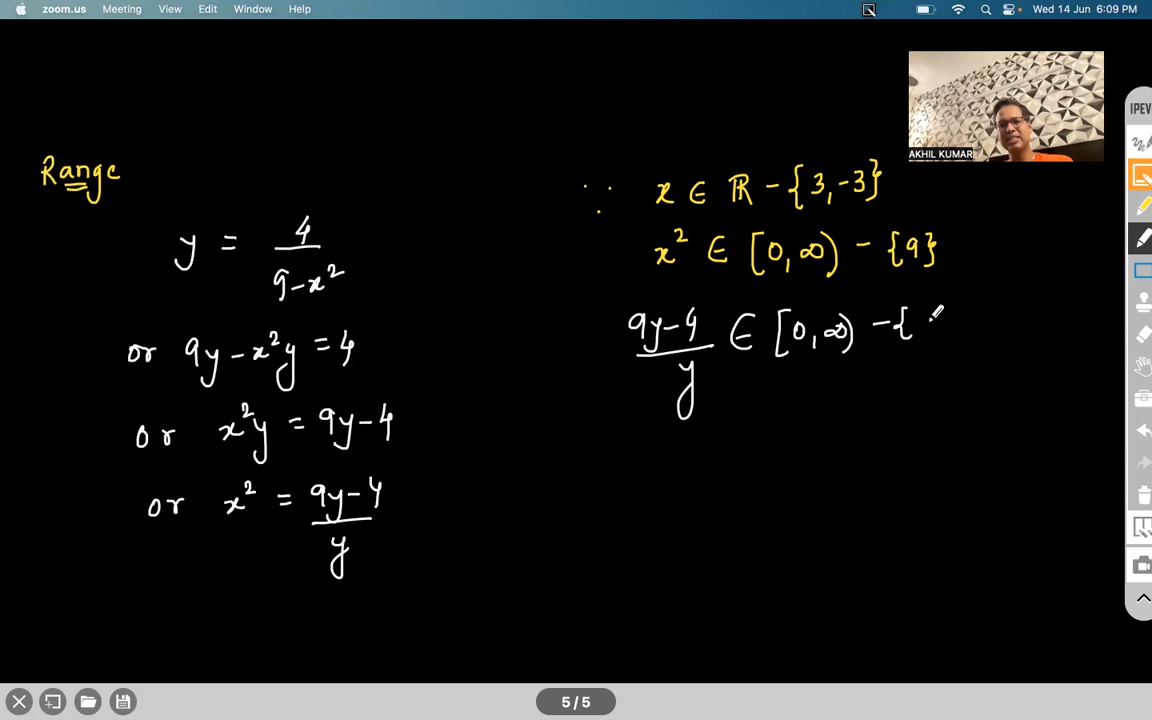 zoom.us Meeting View Edit Window Help Wed 14 Jun 6:09 PM
IPEV
AKHIL KUMAR
Range
y = 4/(9-x²)
or 9y-x²y = 4
or x²y = 9y-4
or x² = (9y-4)/y
∵ x ∈ ℝ - {3,-3}
x² ∈ [0,∞) - {9}
(9y-4)/y ∈ [0,∞) - {
5 / 5